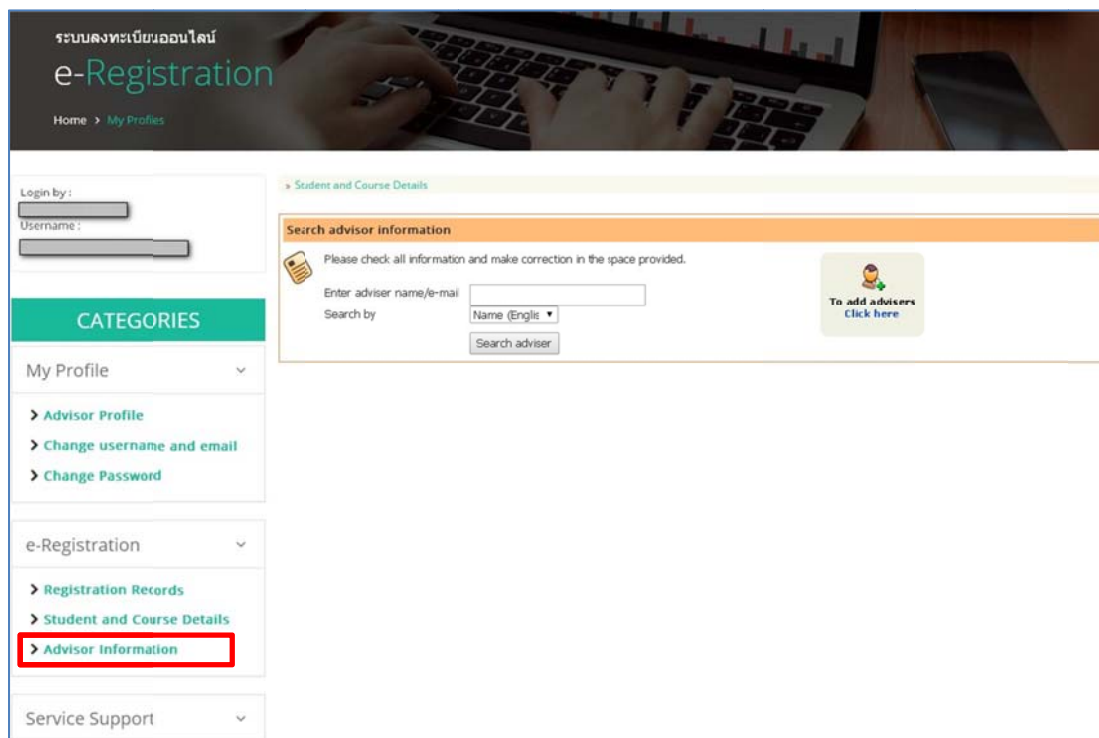 ระบบลงทะเบียนออนไลน์
e-Registration
Home > My Profiles
Login by :
Username :
CATEGORIES
My Profile
Advisor Profile
Change username and email
Change Password
e-Registration
Registration Records
Student and Course Details
Advisor Information
Service Support
» Student and Course Details
Search advisor information
Please check all information and make correction in the space provided.
Enter adviser name/e-mai
Search by
Name (Englis
Search adviser
To add advisers
Click here